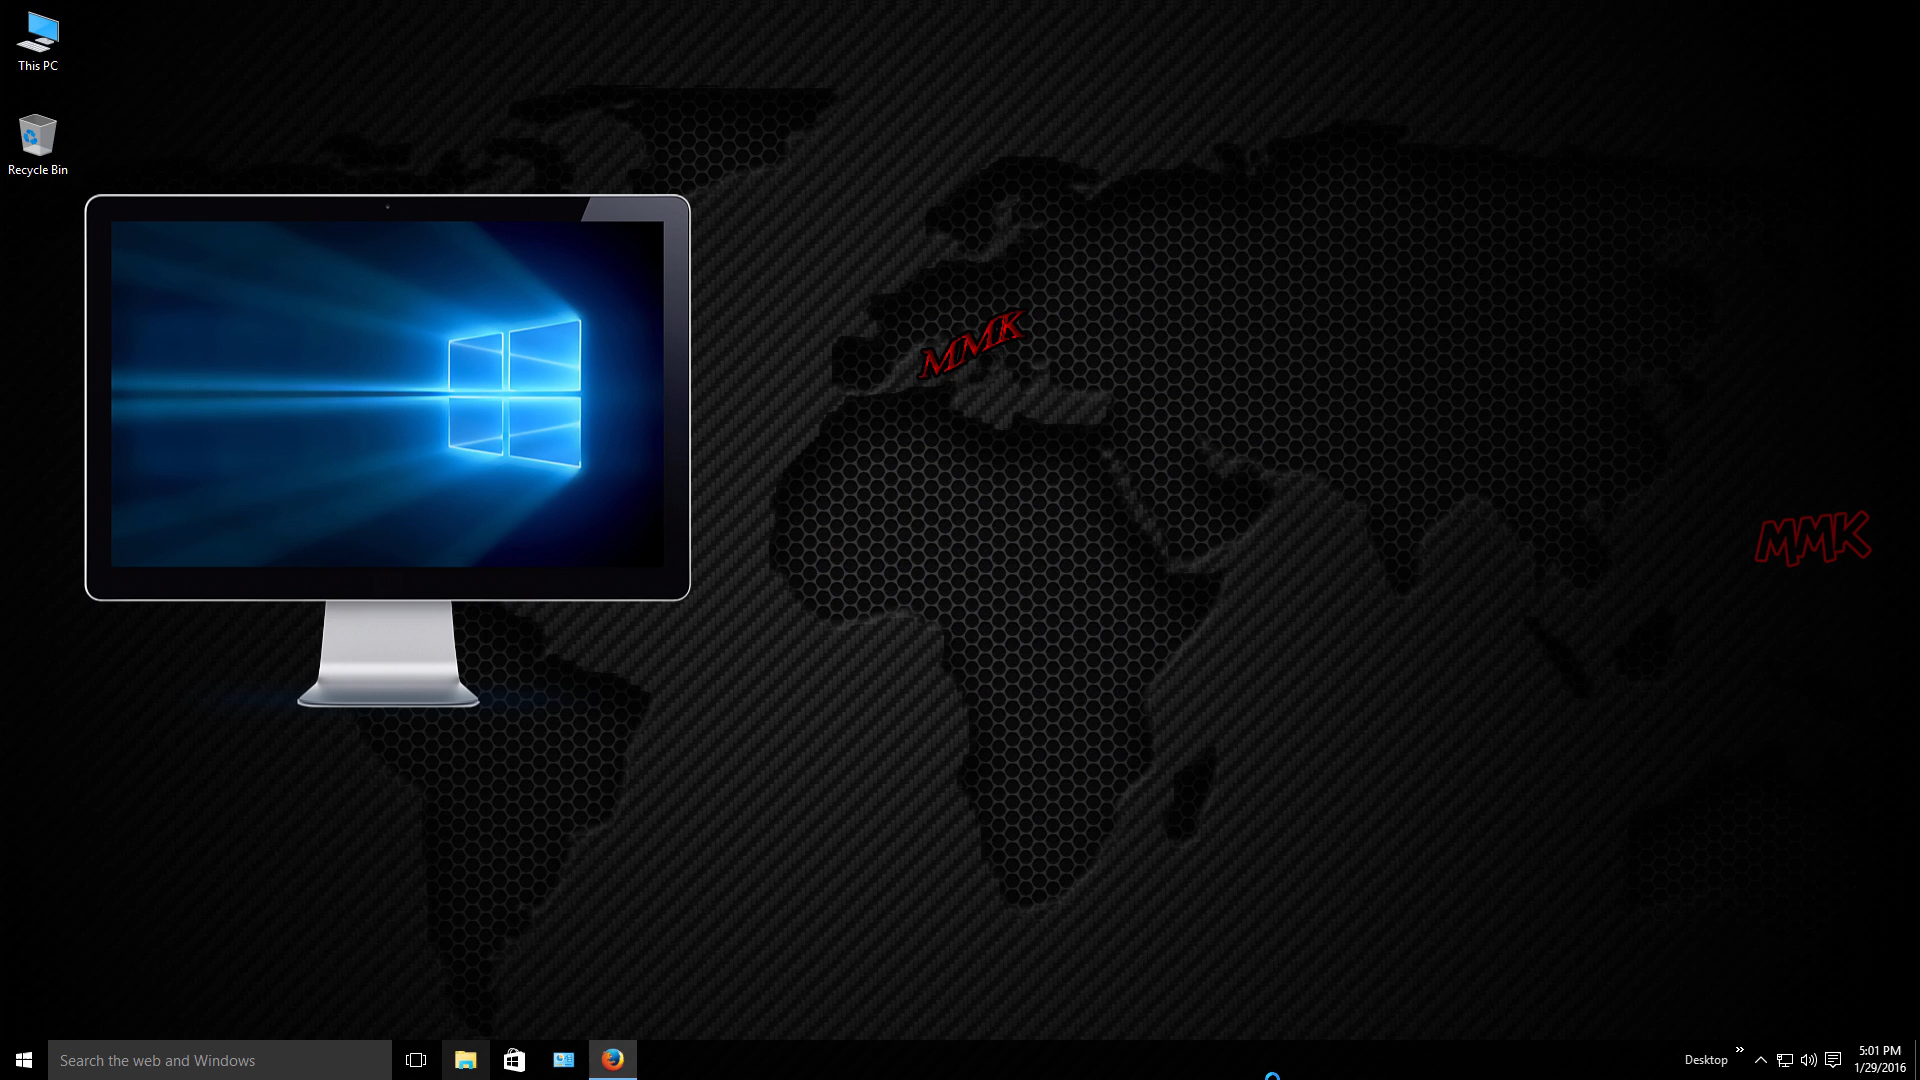 This PC
Recycle Bin
MMK
MMK
Search the web and Windows
Desktop
5:01 PM
1/29/2016